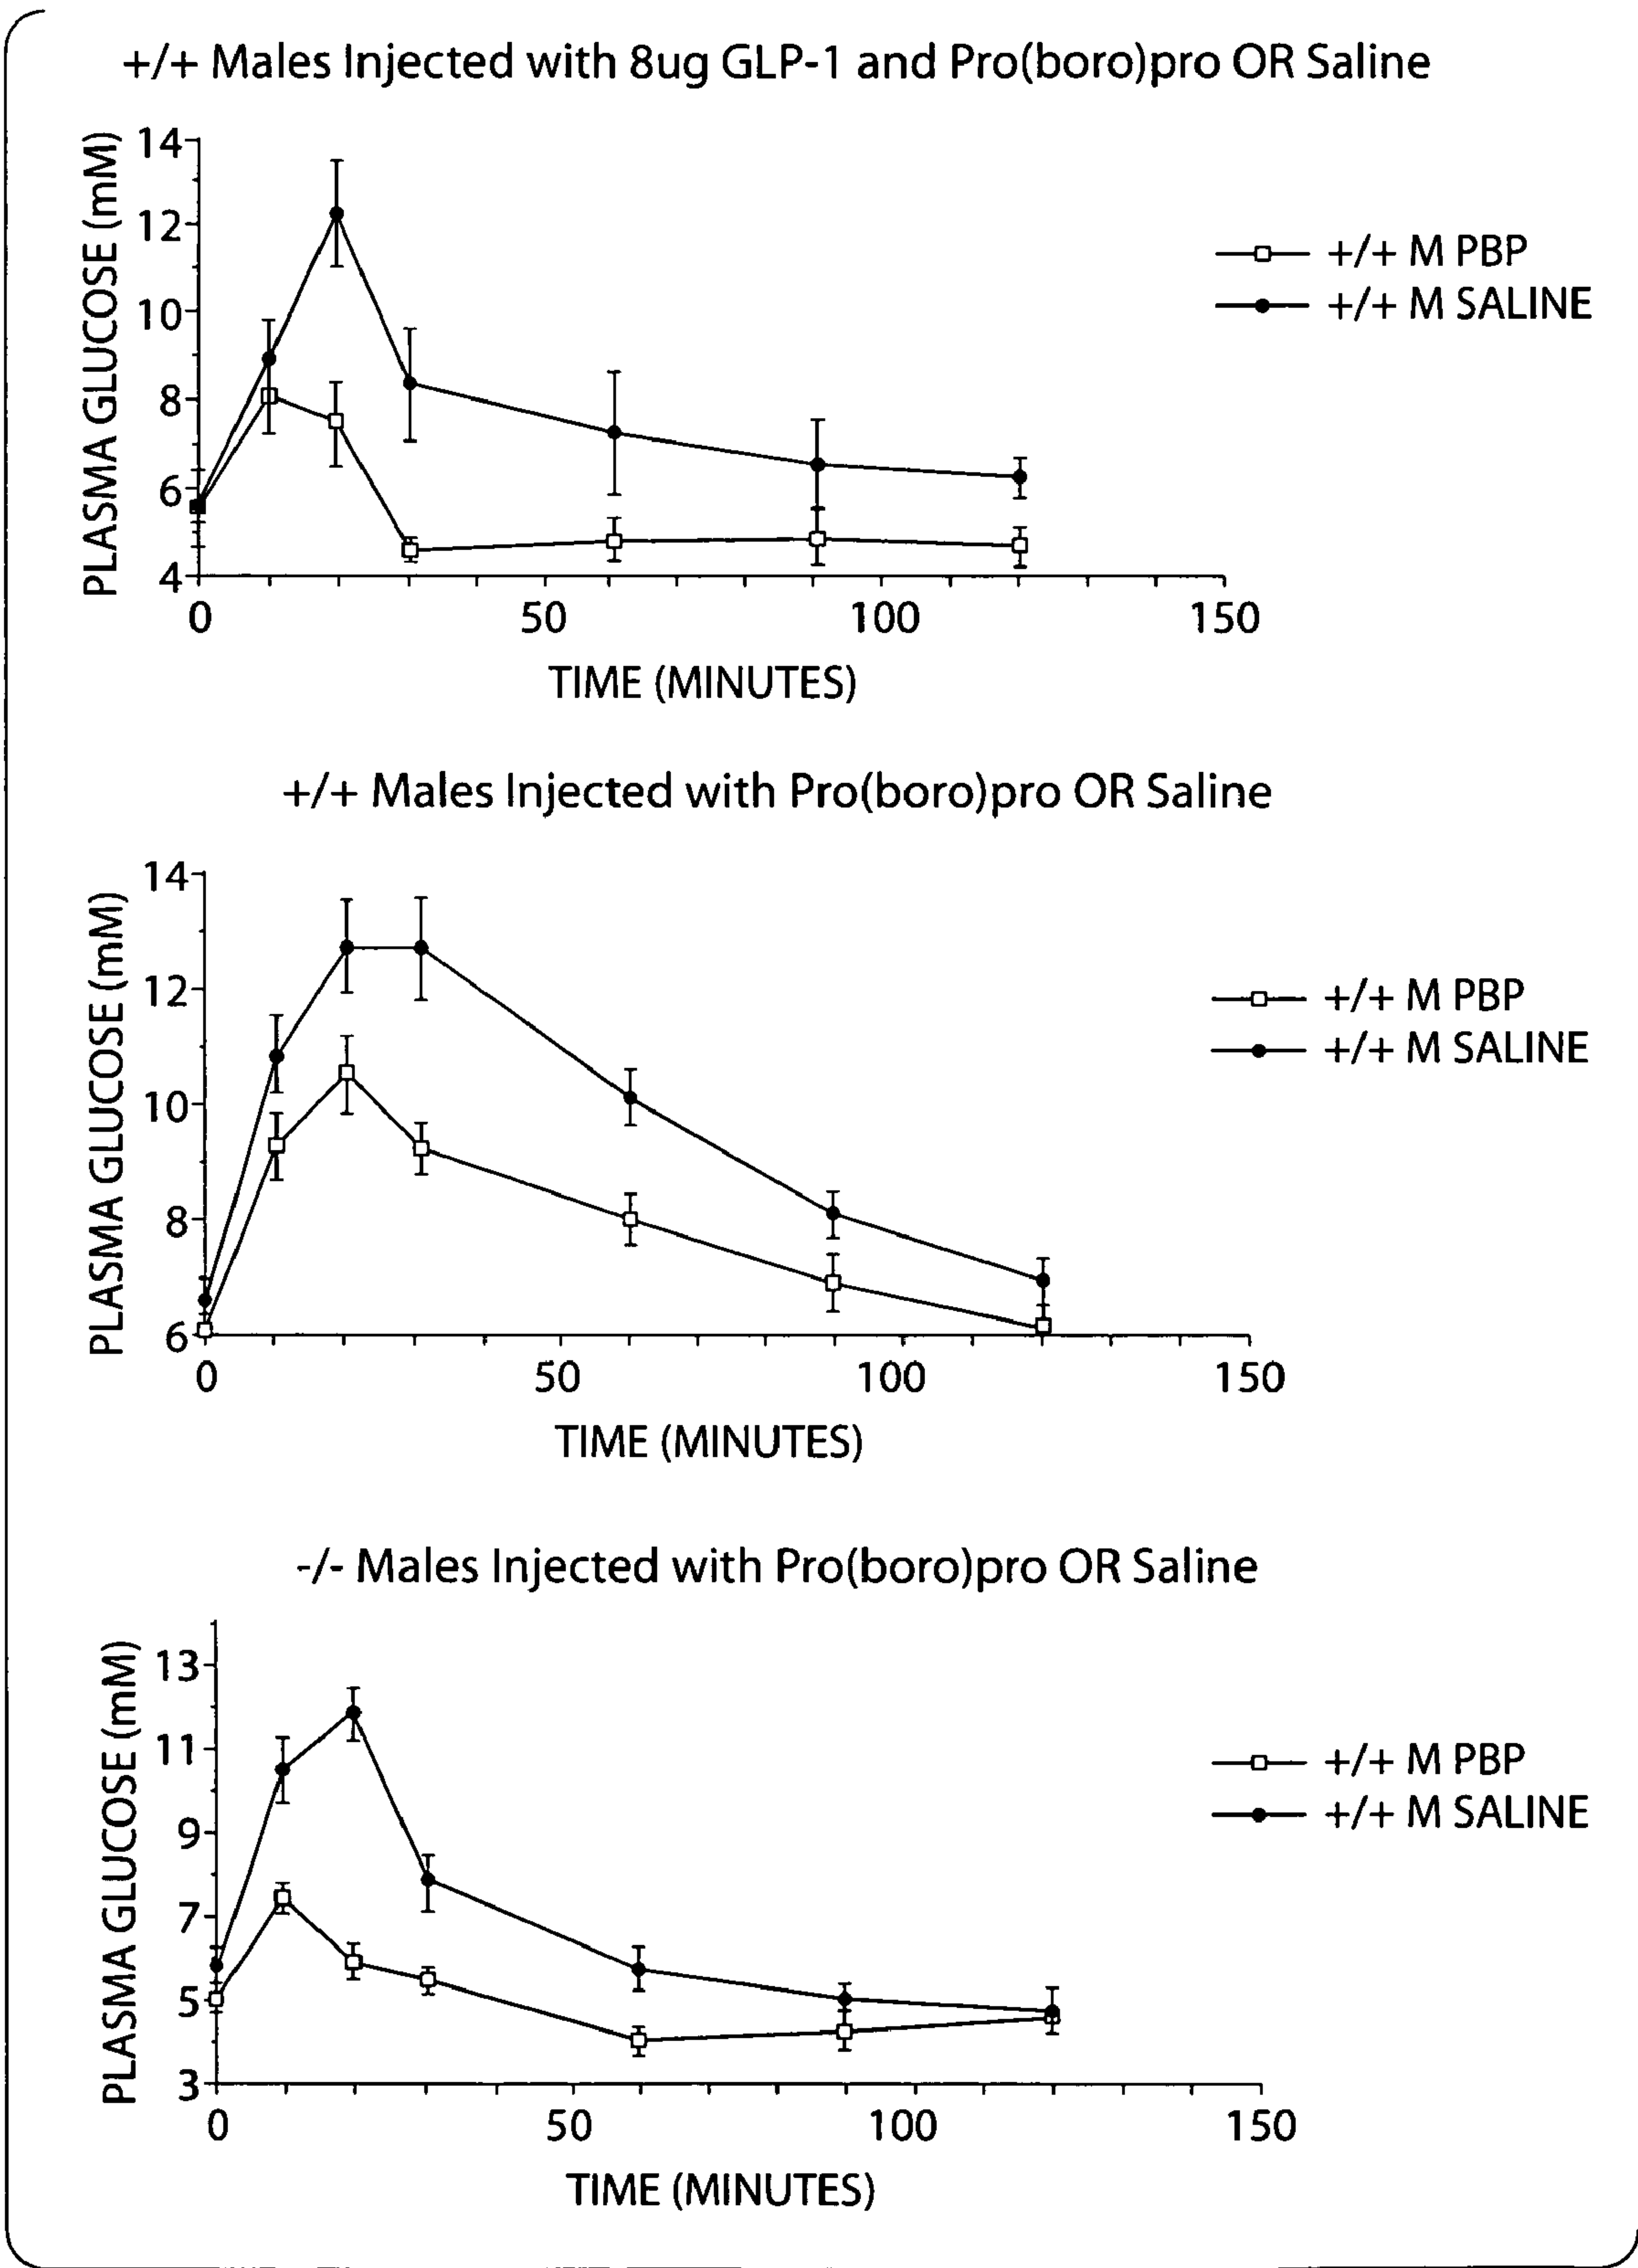 +/+ Males Injected with 8ug GLP-1 and Pro(boro)pro OR Saline
PLASMA GLUCOSE (mM)
14
12
10
8
6
4
0 50 100 150
TIME (MINUTES)
+/+ M PBP
+/+ M SALINE
+/+ Males Injected with Pro(boro)pro OR Saline
PLASMA GLUCOSE (mM)
14
12
10
8
6
0 50 100 150
TIME (MINUTES)
+/+ M PBP
+/+ M SALINE
-/- Males Injected with Pro(boro)pro OR Saline
PLASMA GLUCOSE (mM)
13
11
9
7
5
3
0 50 100 150
TIME (MINUTES)
+/+ M PBP
+/+ M SALINE